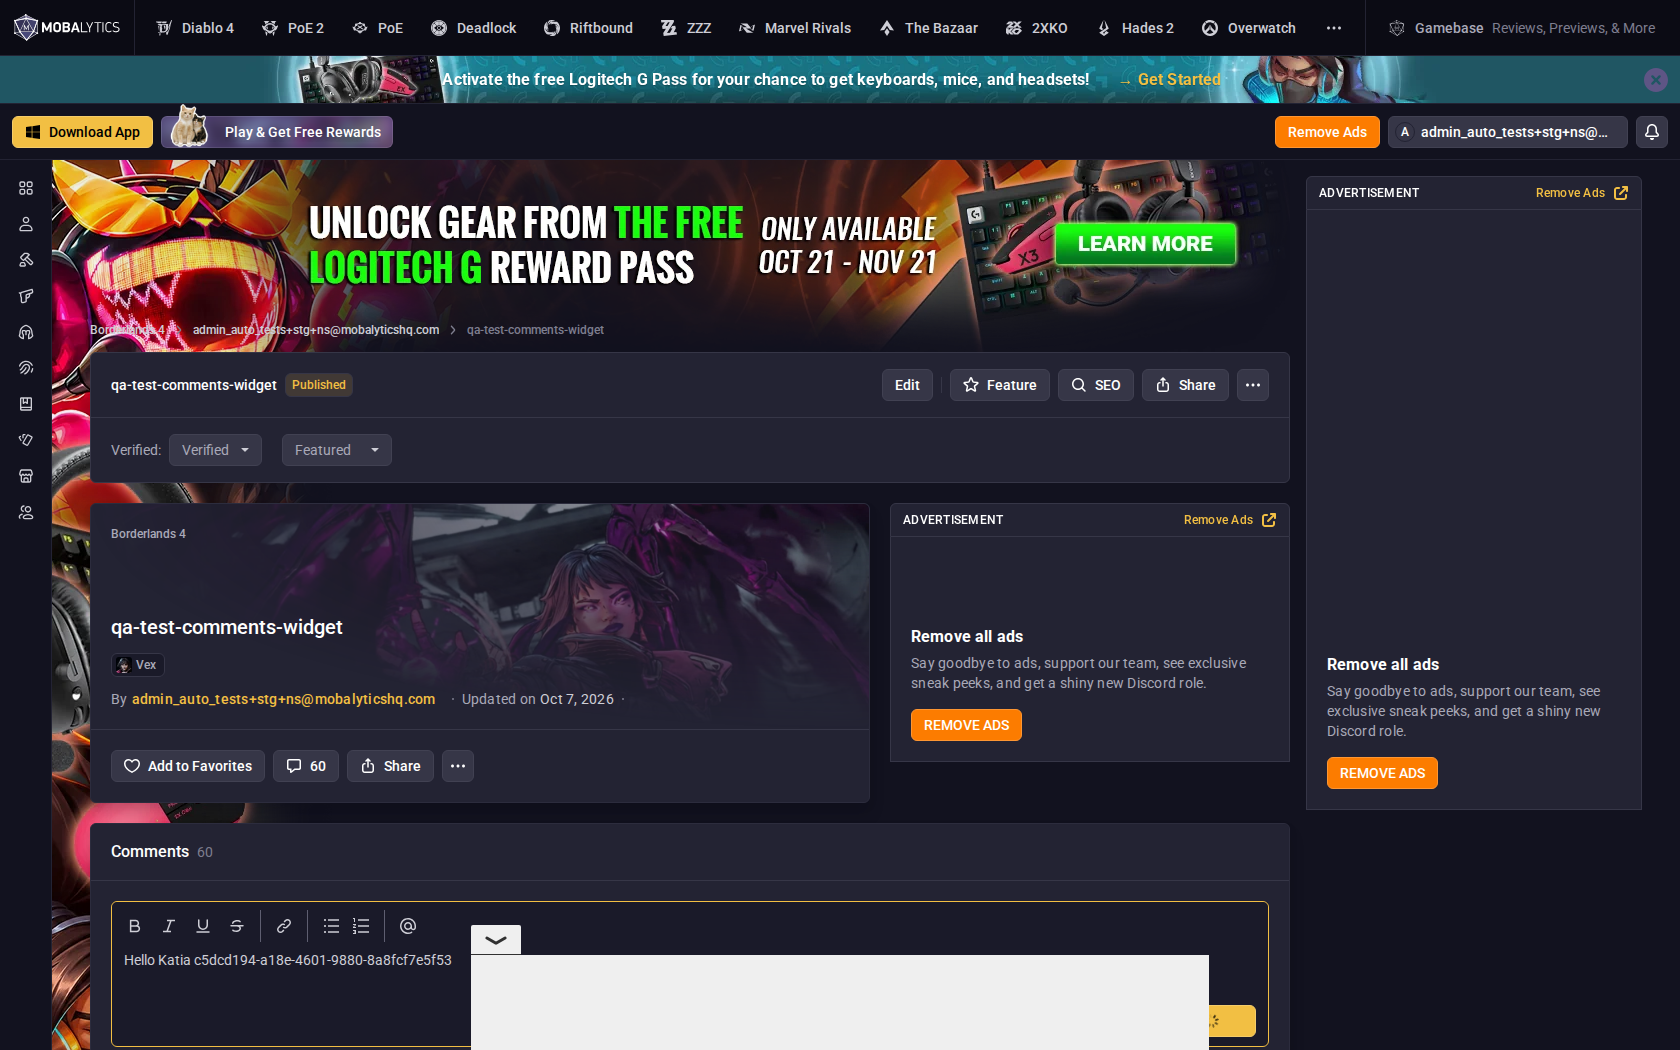 MOBALYTICS
Diablo 4
PoE 2
PoE
Deadlock
Riftbound
ZZZ
Marvel Rivals
The Bazaar
2XKO
Hades 2
Overwatch
Gamebase Reviews, Previews, & More
Activate the free Logitech G Pass for your chance to get keyboards, mice, and headsets! → Get Started
Download App
Play & Get Free Rewards
Remove Ads
A admin_auto_tests+stg+ns@...
UNLOCK GEAR FROM THE FREE
LOGITECH G REWARD PASS
ONLY AVAILABLE
OCT 21 - NOV 21
X3
LEARN MORE
Borderlands 4
admin_auto_tests+stg+ns@mobalyticshq.com
qa-test-comments-widget
qa-test-comments-widget
Published
Edit
Feature
SEO
Share
Verified:
Verified
Featured
Borderlands 4
qa-test-comments-widget
Vex
By admin_auto_tests+stg+ns@mobalyticshq.com · Updated on Oct 7, 2026 ·
Add to Favorites
60
Share
ADVERTISEMENT
Remove Ads
Remove all ads
Say goodbye to ads, support our team, see exclusive
sneak peeks, and get a shiny new Discord role.
REMOVE ADS
ADVERTISEMENT
Remove Ads
Remove all ads
Say goodbye to ads, support our team, see
exclusive sneak peeks, and get a shiny new
Discord role.
REMOVE ADS
Comments 60
Hello Katia c5dcd194-a18e-4601-9880-8a8fcf7e5f53